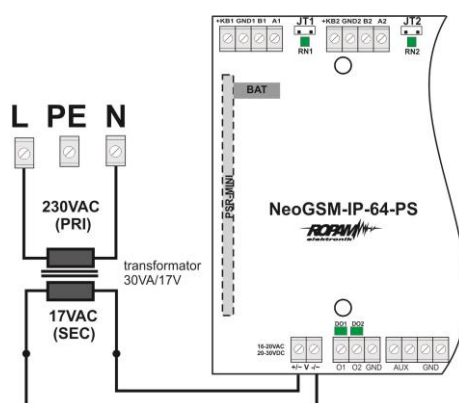 +KB1 GND1 B1 A1
JT1
RN1
+KB2 GND2 B2 A2
JT2
RN2
BAT
PSR-MINI
L PE N
230VAC
(PRI)
transformator
30VA/17V
17VAC
(SEC)
NeoGSM-IP-64-PS
ROPAM
elektronik
DO1 DO2
16-20VAC
20-30VDC
+/~ V -/~
O1 O2 GND
AUX GND